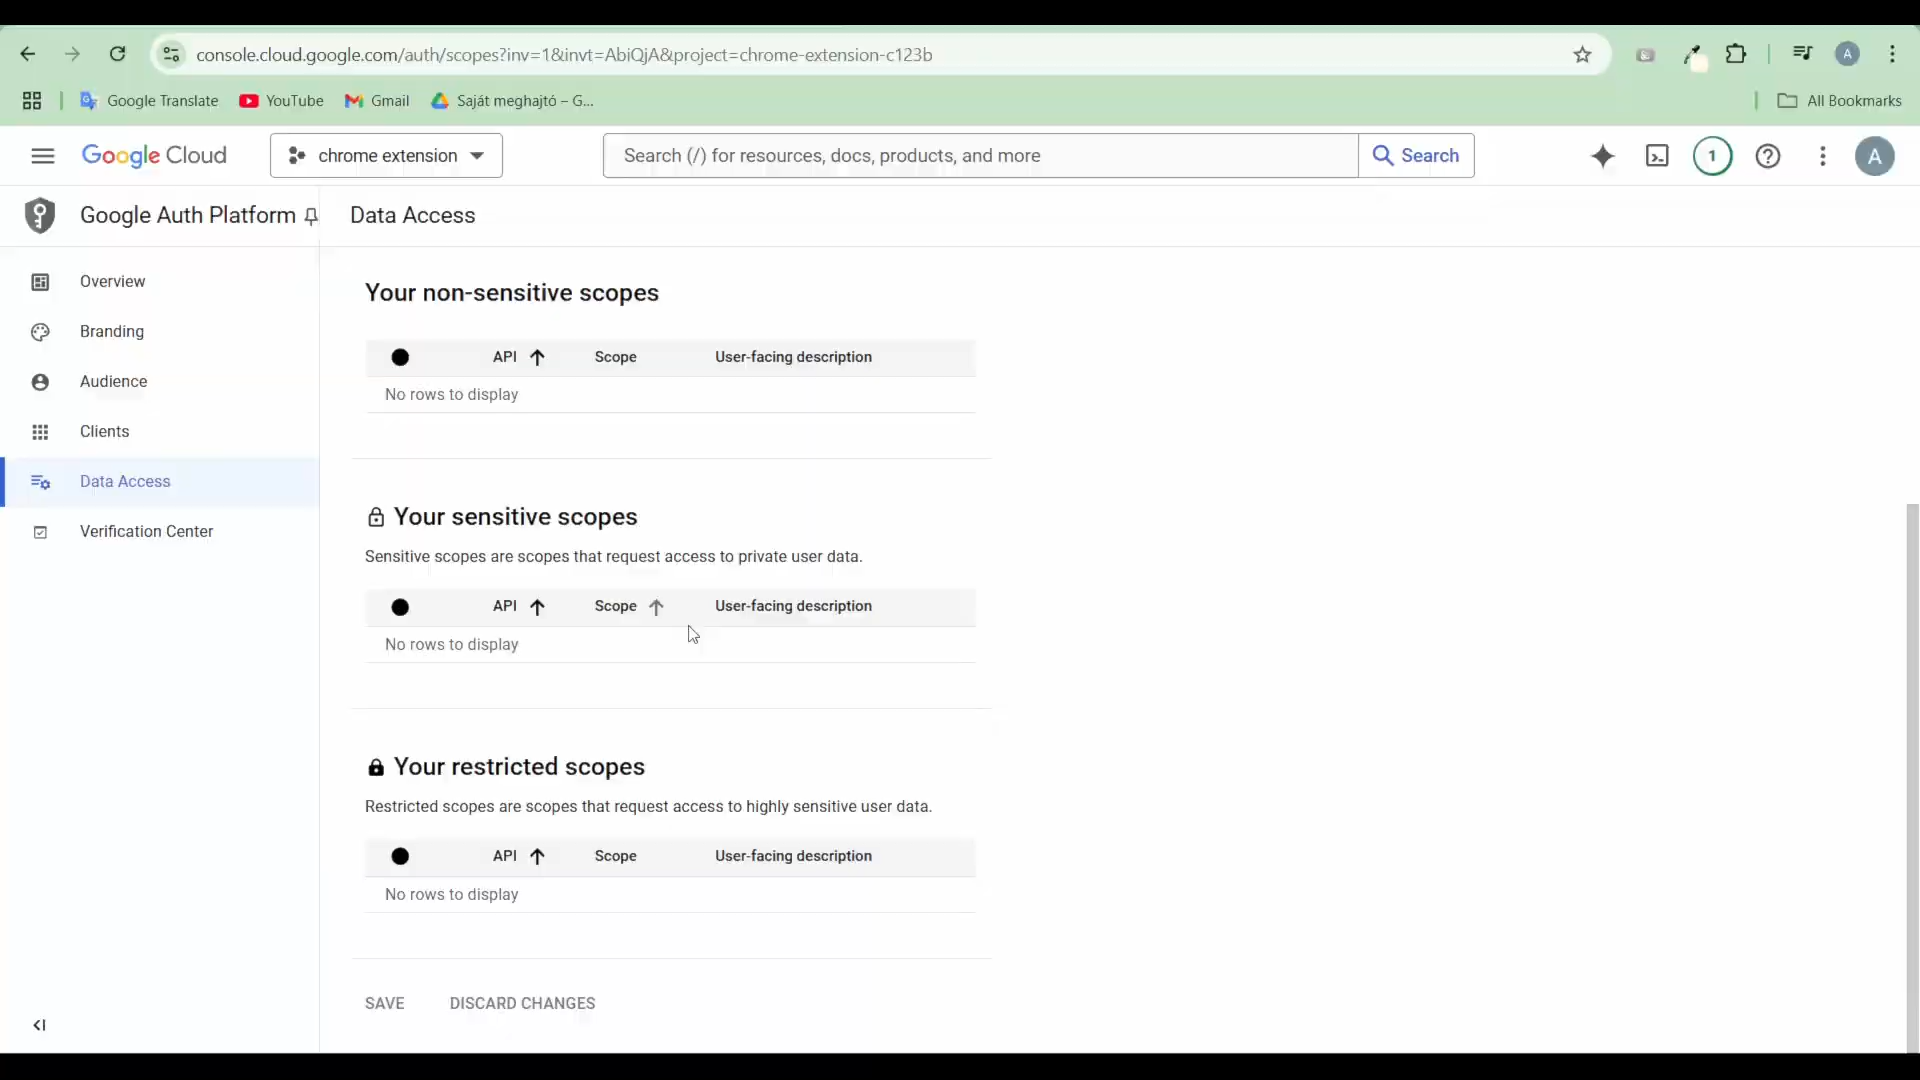 console.cloud.google.com/auth/scopes?inv=1&invt=AbiQjA&project=chrome-extension-c123b
A
Google Translate
YouTube
Gmail
Saját meghajtó – G...
All Bookmarks
Google Cloud
chrome extension
Search (/) for resources, docs, products, and more
Search
1
A
Google Auth Platform
Data Access
Overview
Branding
Audience
Clients
Data Access
Verification Center
Your non-sensitive scopes
API Scope User-facing description
No rows to display
Your sensitive scopes
Sensitive scopes are scopes that request access to private user data.
API Scope User-facing description
No rows to display
Your restricted scopes
Restricted scopes are scopes that request access to highly sensitive user data.
API Scope User-facing description
No rows to display
SAVE DISCARD CHANGES